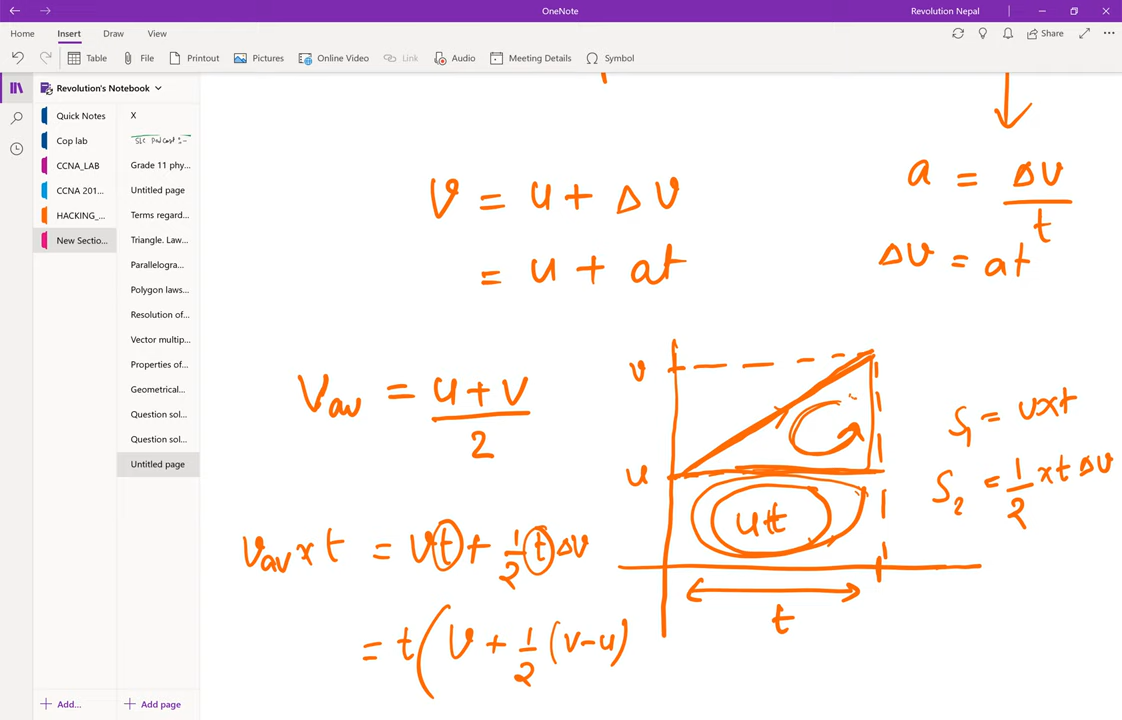 OneNote
Revolution Nepal
Home Insert Draw View
Share
Table File Printout Pictures Online Video Link Audio Meeting Details Symbol
Revolution's Notebook
Quick Notes
Cop lab
CCNA_LAB
CCNA 201...
HACKING_...
New Sectio...
X
Grade 11 phy...
Untitled page
Terms regard...
Triangle. Law...
Parallelogra...
Polygon laws...
Resolution of...
Vector multip...
Properties of...
Geometrical...
Question sol...
Question sol...
Untitled page
Add...
Add page
v = u + Δv
= u + at
a = Δv/t
Δv = at
Vav = (u+v)/2
v
u
ut
t
S₁ = v×t
S₂ = 1/2 × t Δv
Vav × t = vt + 1/2 t Δv
= t(v + 1/2 (v-u)